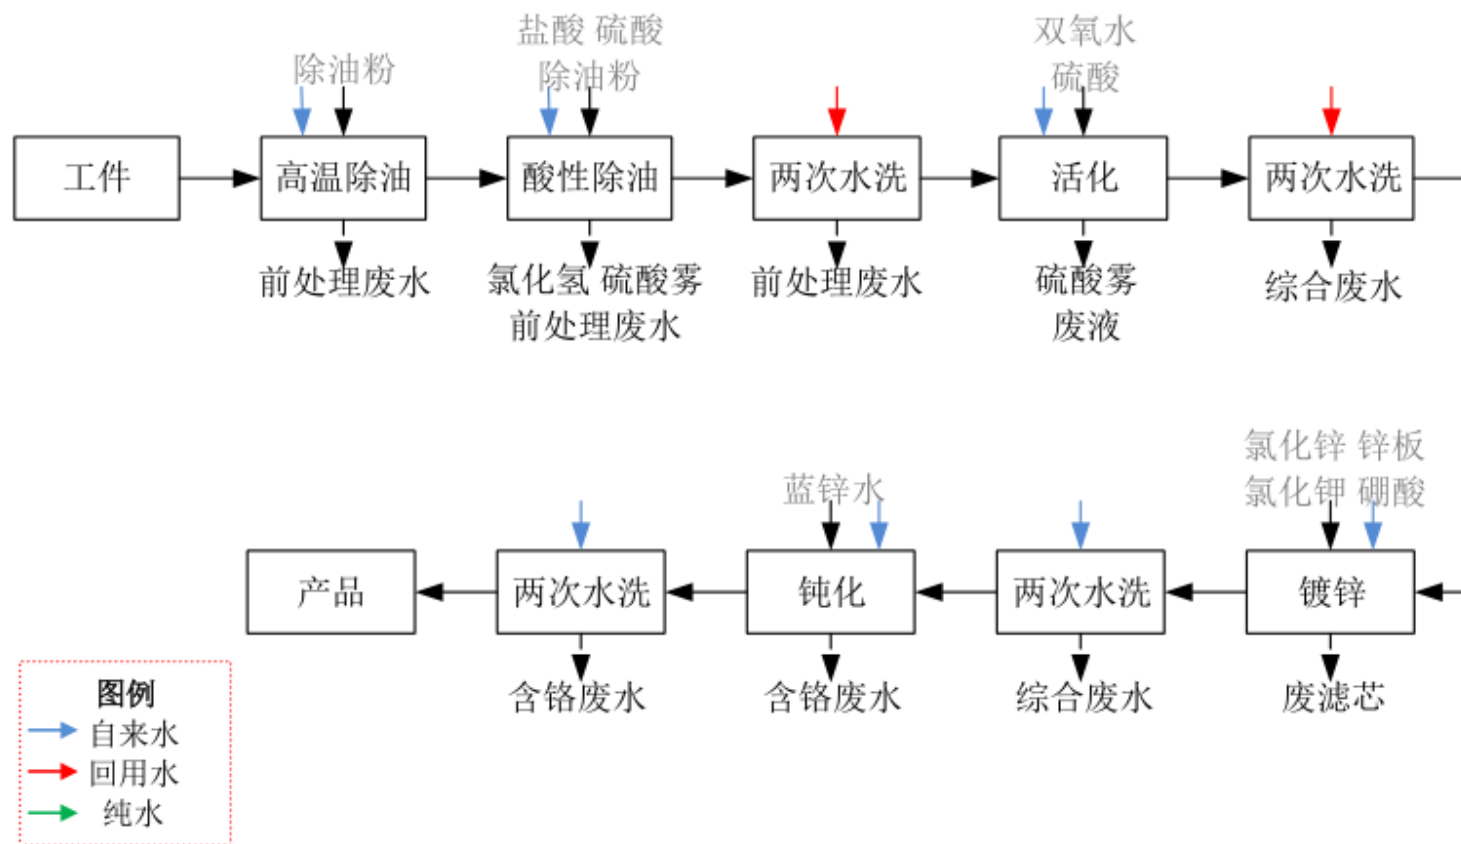 盐酸 硫酸
双氧水
除油粉
除油粉
硫酸
工件
高温除油
酸性除油
两次水洗
活化
两次水洗
前处理废水
氯化氢 硫酸雾
前处理废水
前处理废水
硫酸雾
废液
综合废水
氯化锌 锌板
氯化钾 硼酸
蓝锌水
产品
两次水洗
钝化
两次水洗
镀锌
含铬废水
含铬废水
综合废水
废滤芯
图例
自来水
回用水
纯水